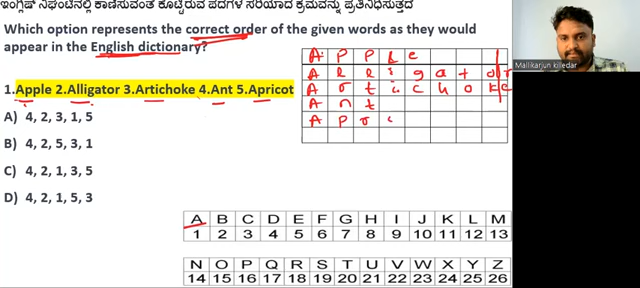 ಇಂಗ್ಲಿಷ್ ನಿಘಂಟಿನಲ್ಲಿ ಕಾಣಿಸುವಂತೆ ಕೊಟ್ಟಿರುವ ಪದಗಳ ಸರಿಯಾದ ಕ್ರಮವನ್ನು ಪ್ರತಿನಿಧಿಸುತ್ತದೆ
Which option represents the correct order of the given words as they would
appear in the English dictionary?
1.Apple 2.Alligator 3.Artichoke 4.Ant 5.Apricot
A) 4, 2, 3, 1, 5
B) 4, 2, 5, 3, 1
C) 4, 2, 1, 3, 5
D) 4, 2, 1, 5, 3
A P P l e
A l l i g a t o r
A r t i c h o k e
A n t
A p r i
A B C D E F G H I J K L M
1 2 3 4 5 6 7 8 9 10 11 12 13
N O P Q R S T U V W X Y Z
14 15 16 17 18 19 20 21 22 23 24 25 26
Mallikarjun killedar